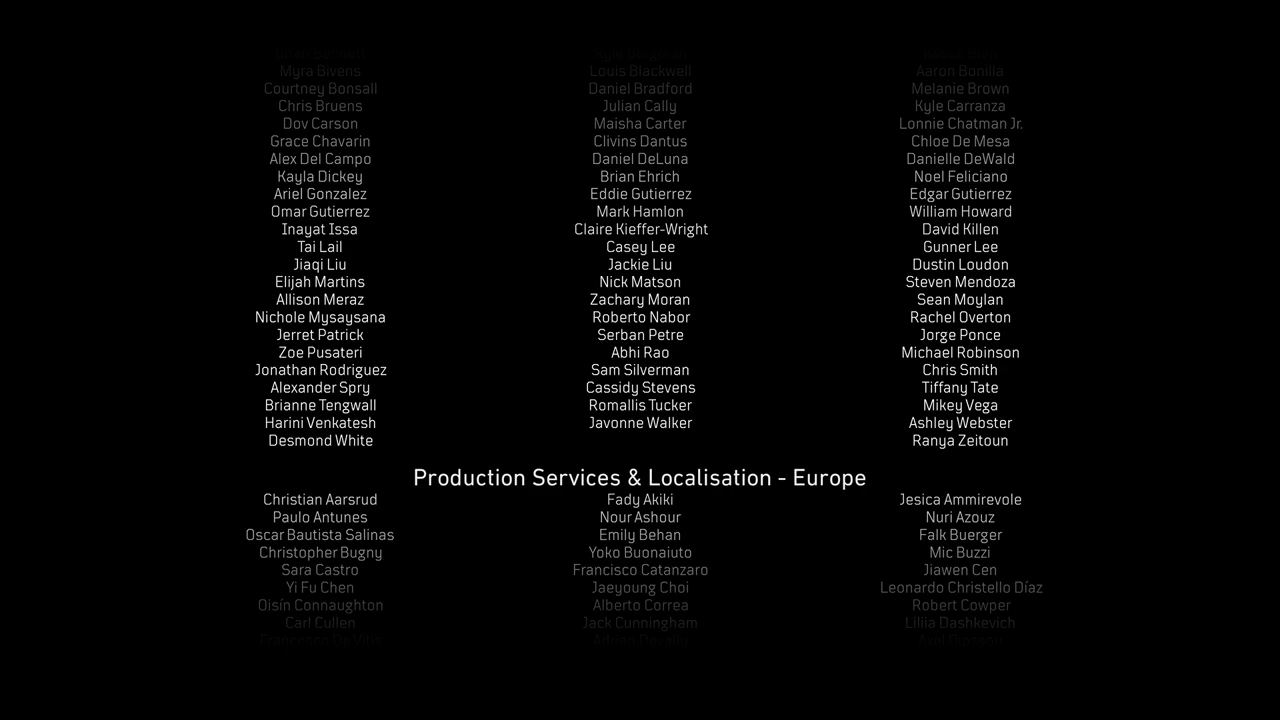 Myra Bivens Louis Blackwell Aaron Bonilla
Courtney Bonsall Daniel Bradford Melanie Brown
Chris Bruens Julian Cally Kyle Carranza
Dov Carson Maisha Carter Lonnie Chatman Jr.
Grace Chavarin Clivins Dantus Chloe De Mesa
Alex Del Campo Daniel DeLuna Danielle DeWald
Kayla Dickey Brian Ehrich Noel Feliciano
Ariel Gonzalez Eddie Gutierrez Edgar Gutierrez
Omar Gutierrez Mark Hamlon William Howard
Inayat Issa Claire Kieffer-Wright David Killen
Tai Lail Casey Lee Gunner Lee
Jiaqi Liu Jackie Liu Dustin Loudon
Elijah Martins Nick Matson Steven Mendoza
Allison Meraz Zachary Moran Sean Moylan
Nichole Mysaysana Roberto Nabor Rachel Overton
Jerret Patrick Serban Petre Jorge Ponce
Zoe Pusateri Abhi Rao Michael Robinson
Jonathan Rodriguez Sam Silverman Chris Smith
Alexander Spry Cassidy Stevens Tiffany Tate
Brianne Tengwall Romallis Tucker Mikey Vega
Harini Venkatesh Javonne Walker Ashley Webster
Desmond White Ranya Zeitoun
Production Services & Localisation - Europe
Christian Aarsrud Fady Akiki Jesica Ammirevole
Paulo Antunes Nour Ashour Nuri Azouz
Oscar Bautista Salinas Emily Behan Falk Buerger
Christopher Bugny Yoko Buonaiuto Mic Buzzi
Sara Castro Francisco Catanzaro Jiawen Cen
Yi Fu Chen Jaeyoung Choi Leonardo Christello Díaz
Oisín Connaughton Alberto Correa Robert Cowper
Carl Cullen Jack Cunningham Liliia Dashkevich